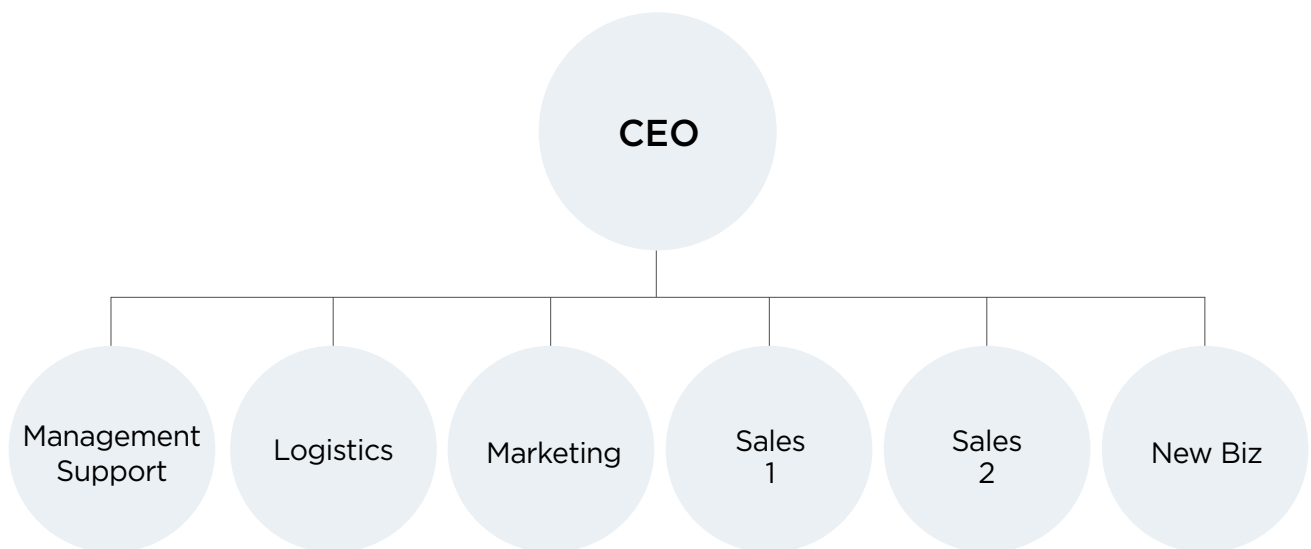 CEO
Management
Support
Logistics
Marketing
Sales
1
Sales
2
New Biz